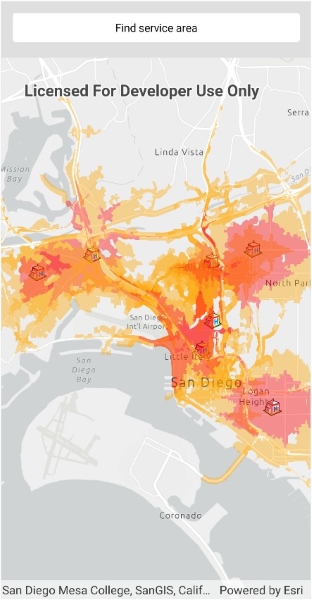 Find service area
Licensed For Developer Use Only
Serra
Linda Vista
Mission
Bay
San D
North Park
San Diego
Int'l Airport
Little Italy
San
Diego
Bay
San Diego
Logan
Heights
Coronado
San Diego Mesa College, SanGIS, Calif... Powered by Esri